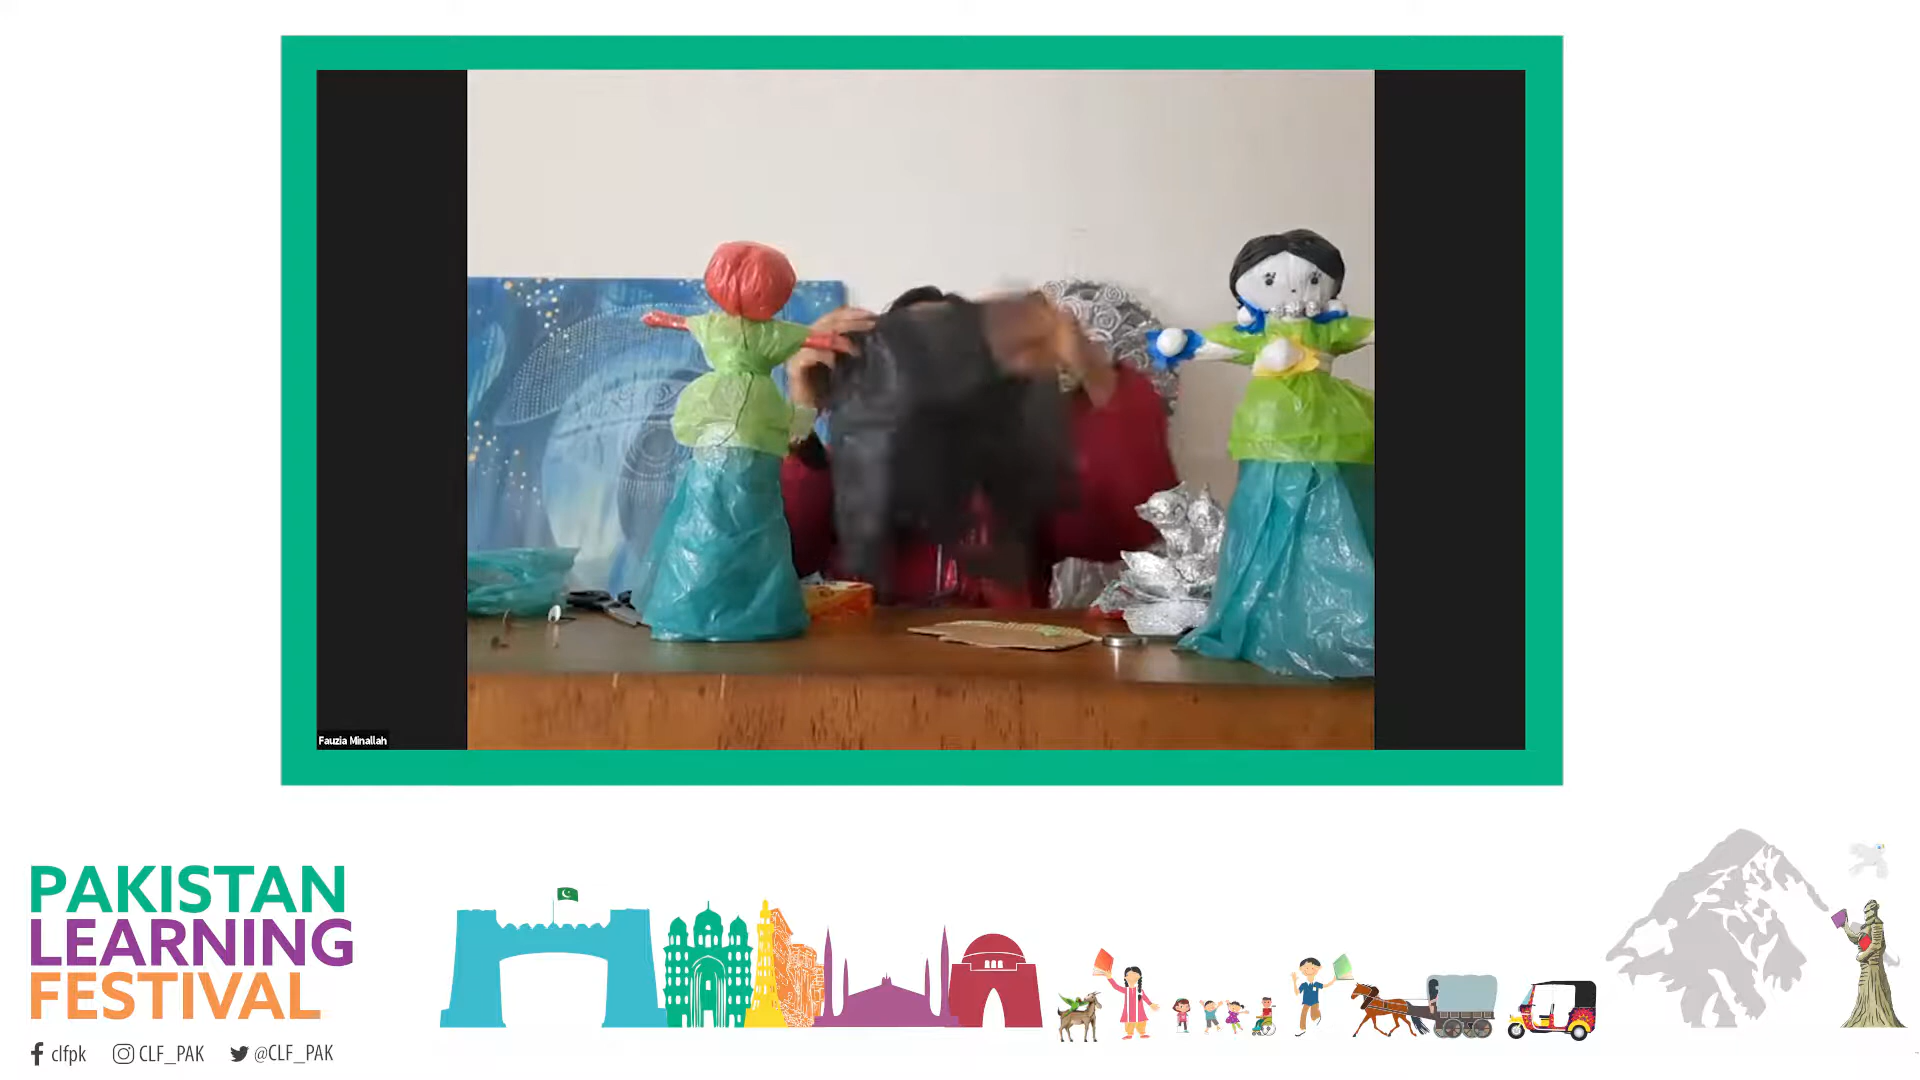 Fauzia Minallah
PAKISTAN
LEARNING
FESTIVAL
clfpk CLF_PAK @CLF_PAK